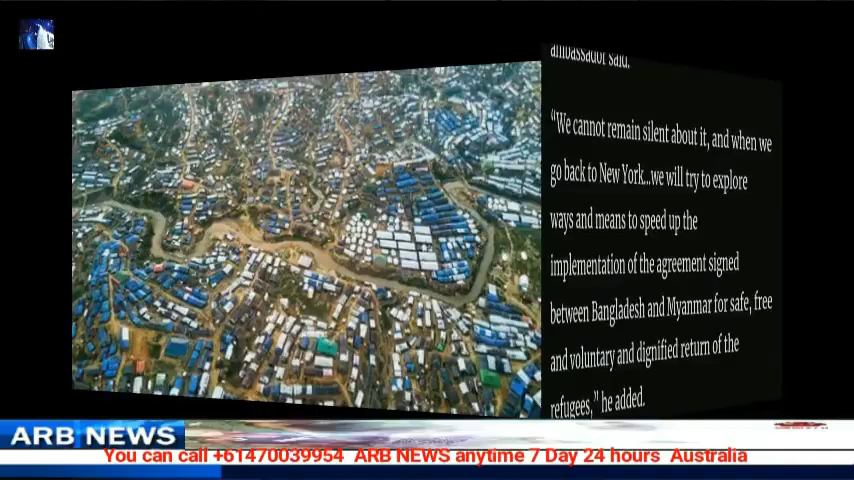 ambassador said.
“We cannot remain silent about it, and when we
go back to New York...we will try to explore
ways and means to speed up the
implementation of the agreement signed
between Bangladesh and Myanmar for safe, free
and voluntary and dignified return of the
refugees,” he added.
ARB NEWS
You can call +61470039954 ARB NEWS anytime 7 Day 24 hours Australia